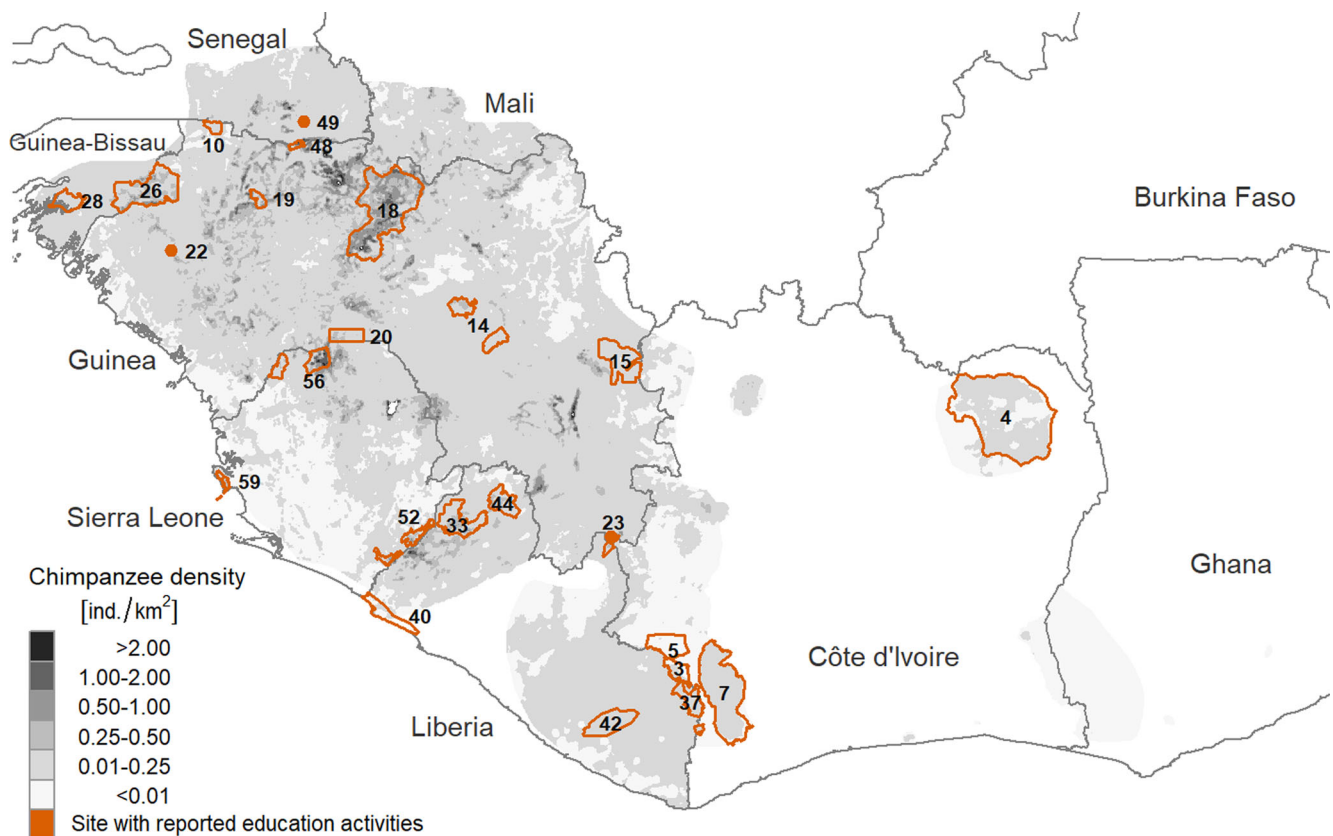 Senegal
Mali
49
10
48
Guinea-Bissau
26
19
28
18
22
Burkina Faso
14
20
Guinea
15
56
4
59
44
52
33
Sierra Leone
23
Ghana
Chimpanzee density
[ind./km²]
40
>2.00
5
Côte d'Ivoire
1.00-2.00
3
7
0.50-1.00
37
Liberia
42
0.25-0.50
0.01-0.25
<0.01
Site with reported education activities